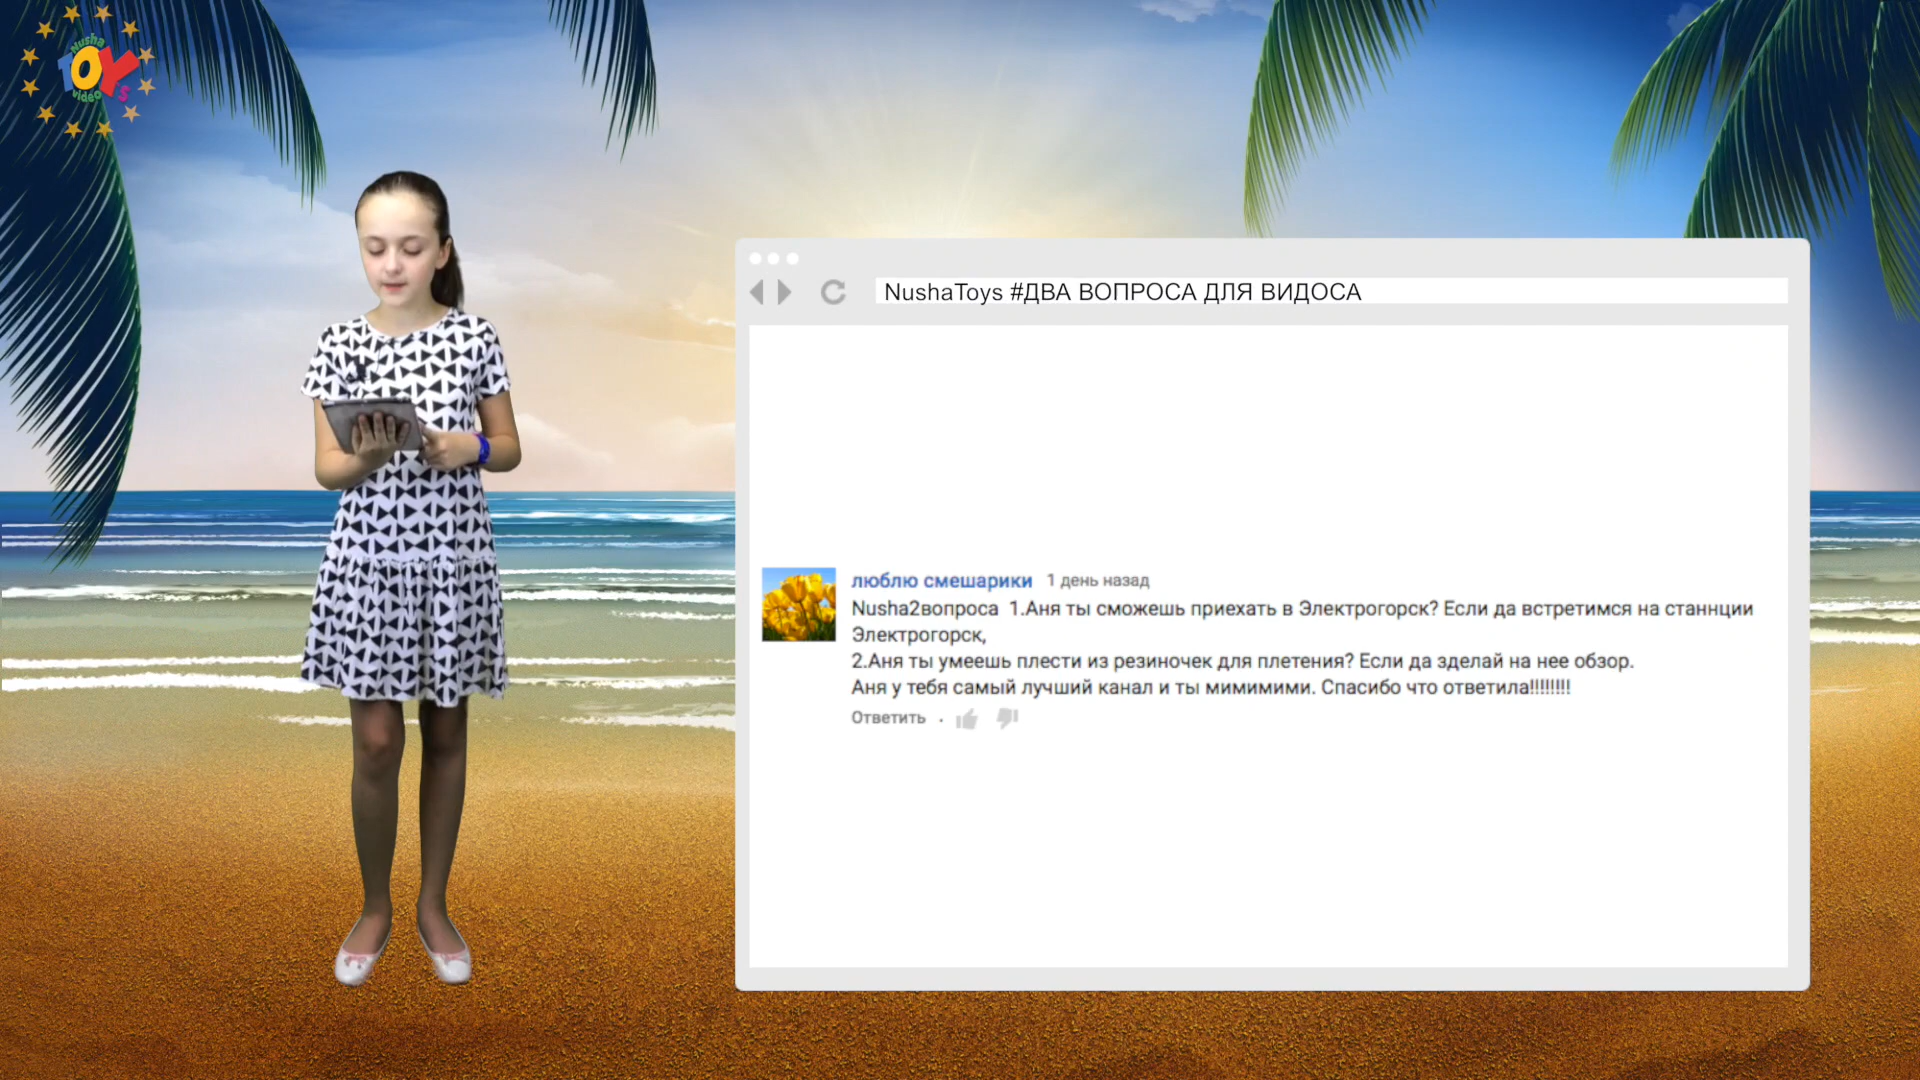 Nusha
TOYs
video
NushaToys #ДВА ВОПРОСА ДЛЯ ВИДОСА
люблю смешарики 1 день назад
Nusha2вопроса 1.Аня ты сможешь приехать в Электрогорск? Если да встретимся на станнции
Электрогорск,
2.Аня ты умеешь плести из резиночек для плетения? Если да зделай на нее обзор.
Аня у тебя самый лучший канал и ты мимимими. Спасибо что ответила!!!!!!!!
Ответить ·